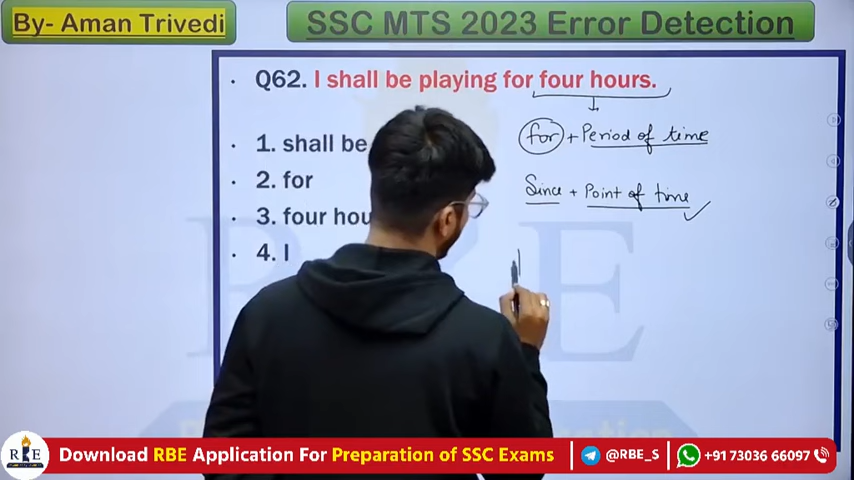 By- Aman Trivedi
SSC MTS 2023 Error Detection
· Q62. I shall be playing for four hours.
for + Period of time
· 1. shall be
· 2. for
Since + Point of time
· 3. four hou
· 4. I
R E
Download RBE Application For Preparation of SSC Exams
@RBE_S
+91 73036 66097